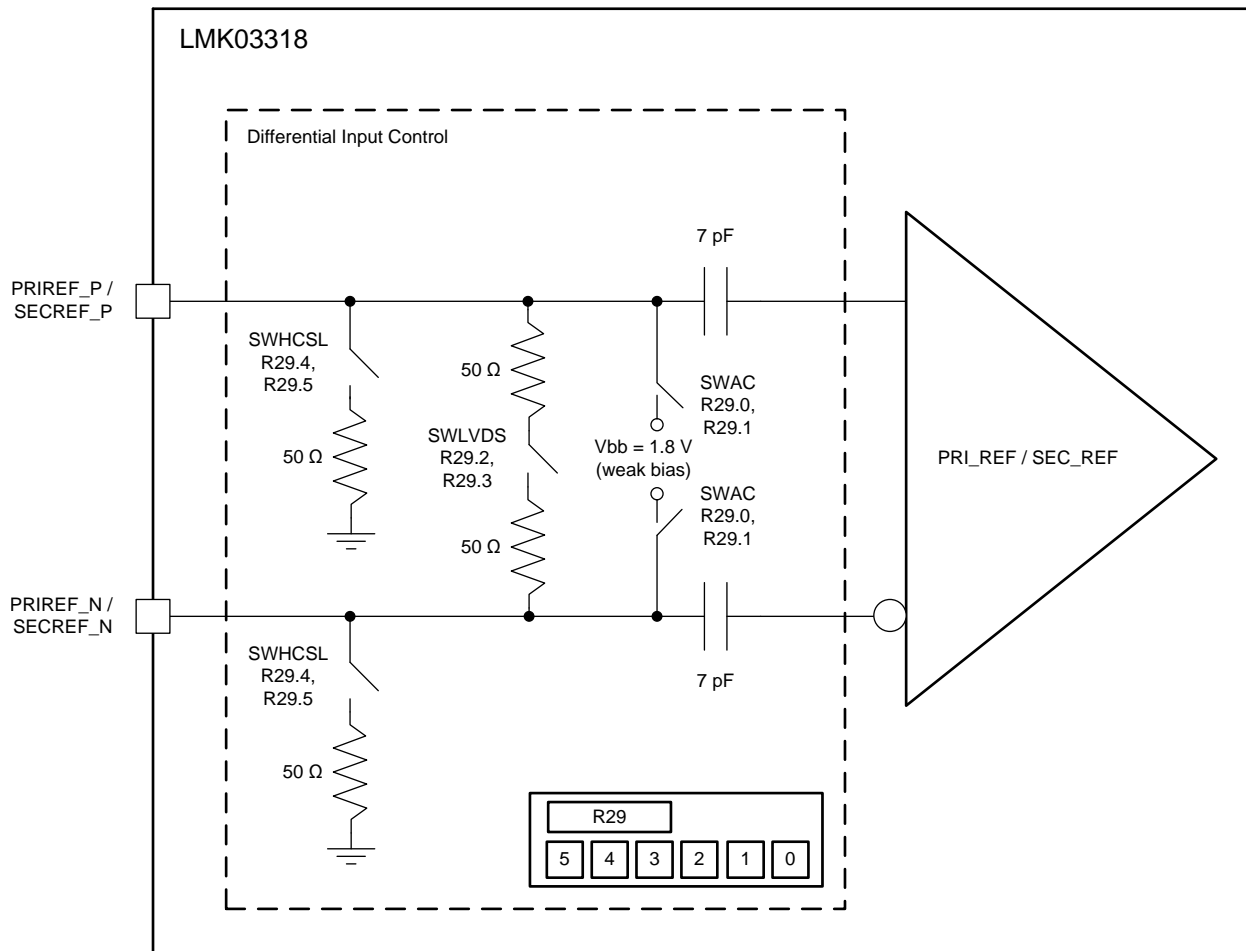 LMK03318
Differential Input Control
7 pF
PRIREF_P /
SECREF_P
SWHCSL
R29.4,
R29.5
50 Ω
50 Ω
SWLVDS
R29.2,
R29.3
50 Ω
SWAC
R29.0,
R29.1
Vbb = 1.8 V
(weak bias)
SWAC
R29.0,
R29.1
PRI_REF / SEC_REF
PRIREF_N /
SECREF_N
SWHCSL
R29.4,
R29.5
50 Ω
7 pF
R29
5 4 3 2 1 0